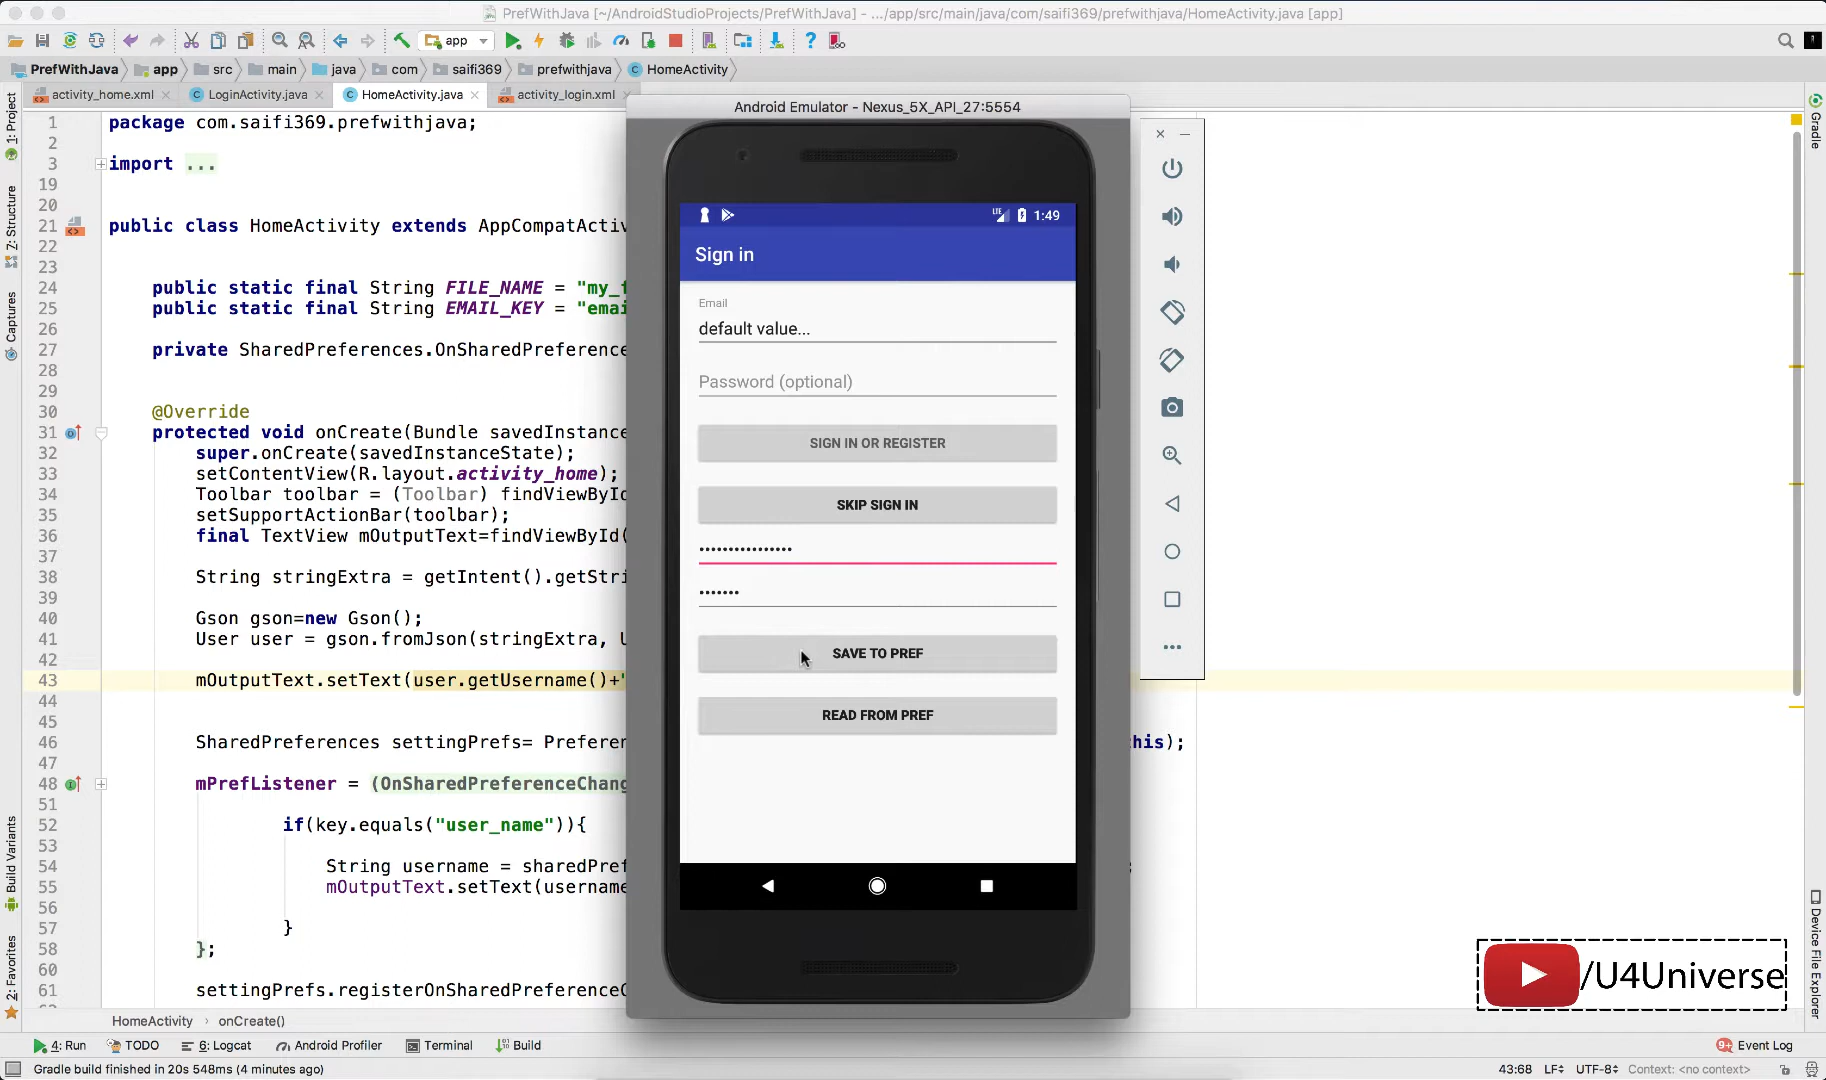 PrefWithJava [~/AndroidStudioProjects/PrefWithJava] - .../app/src/main/java/com/saifi369/prefwithjava/HomeActivity.java [app]
app
PrefWithJava app src main java com saifi369 prefwithjava HomeActivity
activity_home.xml LoginActivity.java HomeActivity.java activity_login.xml
1: Project
Z: Structure
Captures
Build Variants
2: Favorites
Gradle
Device File Explorer
1 package com.saifi369.prefwithjava;
2
3 import ...
19
20
21 public class HomeActivity extends AppCompatActiv
22
23
24 public static final String FILE_NAME = "my_f
25 public static final String EMAIL_KEY = "emai
26
27 private SharedPreferences.OnSharedPreference
28
29
30 @Override
31 protected void onCreate(Bundle savedInstance
32 super.onCreate(savedInstanceState);
33 setContentView(R.layout.activity_home);
34 Toolbar toolbar = (Toolbar) findViewById
35 setSupportActionBar(toolbar);
36 final TextView mOutputText=findViewById(
37
38 String stringExtra = getIntent().getStri
39
40 Gson gson=new Gson();
41 User user = gson.fromJson(stringExtra, U
42
43 mOutputText.setText(user.getUsername()+"
44
45
46 SharedPreferences settingPrefs= Preferen his);
47
48 mPrefListener = (OnSharedPreferenceChang
51
52 if(key.equals("user_name")){
53
54 String username = sharedPref ;
55 mOutputText.setText(username
56
57 }
58 };
60
61 settingPrefs.registerOnSharedPreferenceC
Android Emulator - Nexus_5X_API_27:5554
LTE 1:49
Sign in
Email
default value...
Password (optional)
SIGN IN OR REGISTER
SKIP SIGN IN
••••••••••••••••
•••••••
SAVE TO PREF
READ FROM PREF
/U4Universe
HomeActivity › onCreate()
4: Run TODO 6: Logcat Android Profiler Terminal Build 9+ Event Log
Gradle build finished in 20s 548ms (4 minutes ago) 43:68 LF UTF-8 Context: <no context>